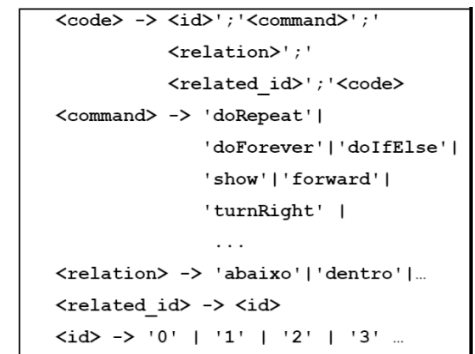 <code> -> <id>';'<command>';'
<relation>';'
<related_id>';'<code>
<command> -> 'doRepeat'|
'doForever'|'doIfElse'|
'show'|'forward'|
'turnRight' |
...
<relation> -> 'abaixo'|'dentro'|…
<related_id> -> <id>
<id> -> '0' | '1' | '2' | '3' …